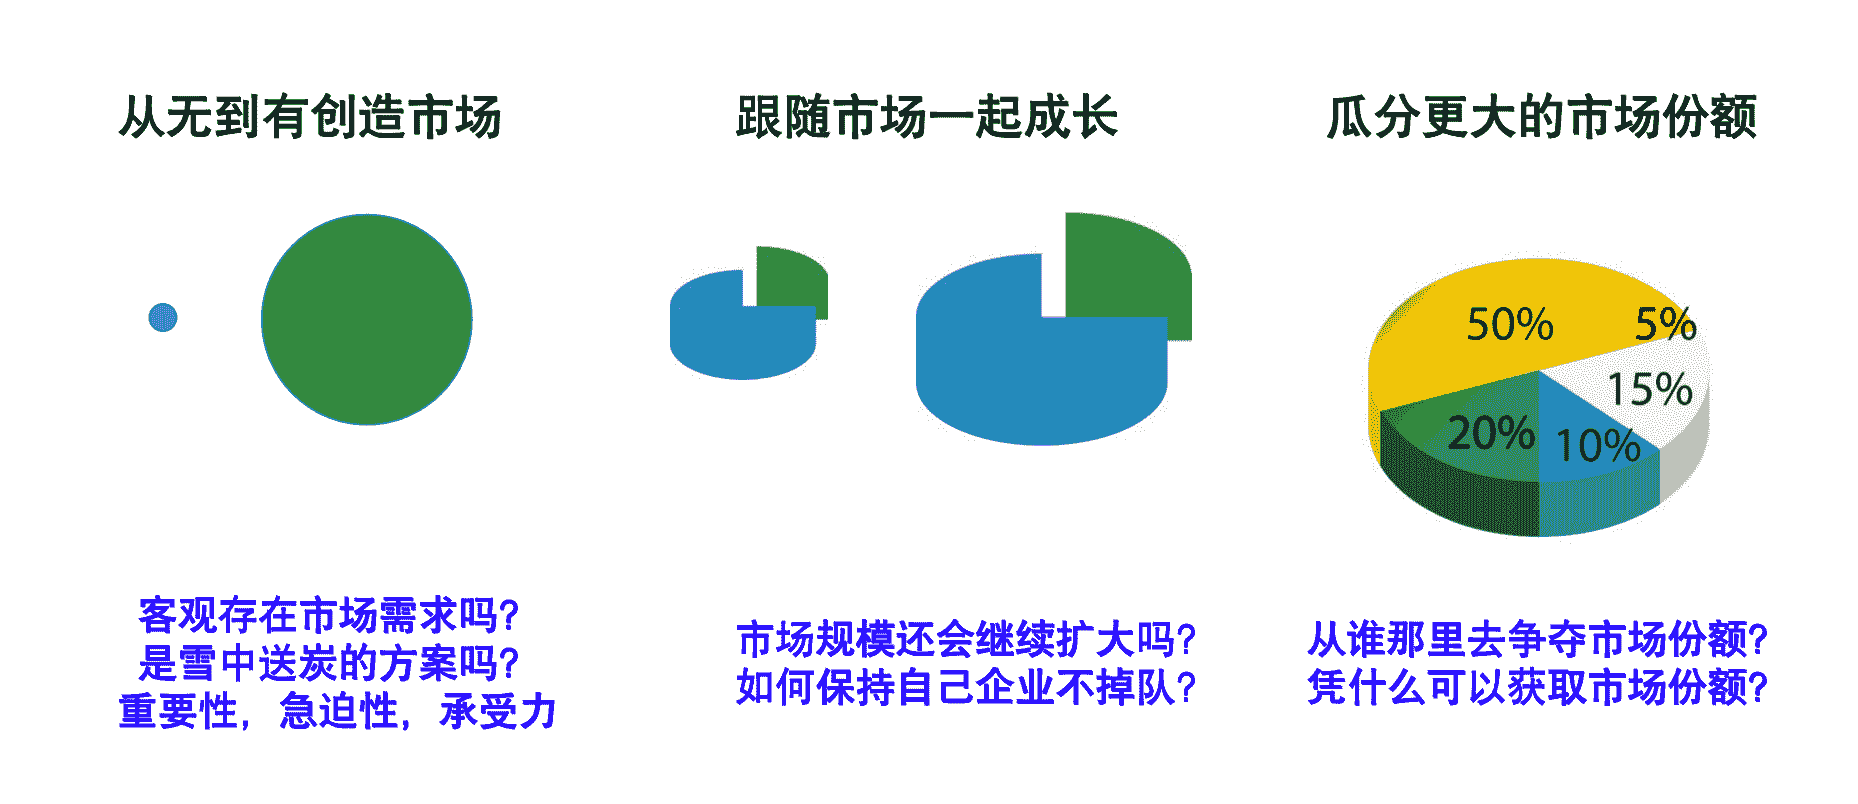 从无到有创造市场
跟随市场一起成长
瓜分更大的市场份额
50%
5%
15%
20%
10%
客观存在市场需求吗?
是雪中送炭的方案吗?
重要性，急迫性，承受力
市场规模还会继续扩大吗?
如何保持自己企业不掉队?
从谁那里去争夺市场份额?
凭什么可以获取市场份额?